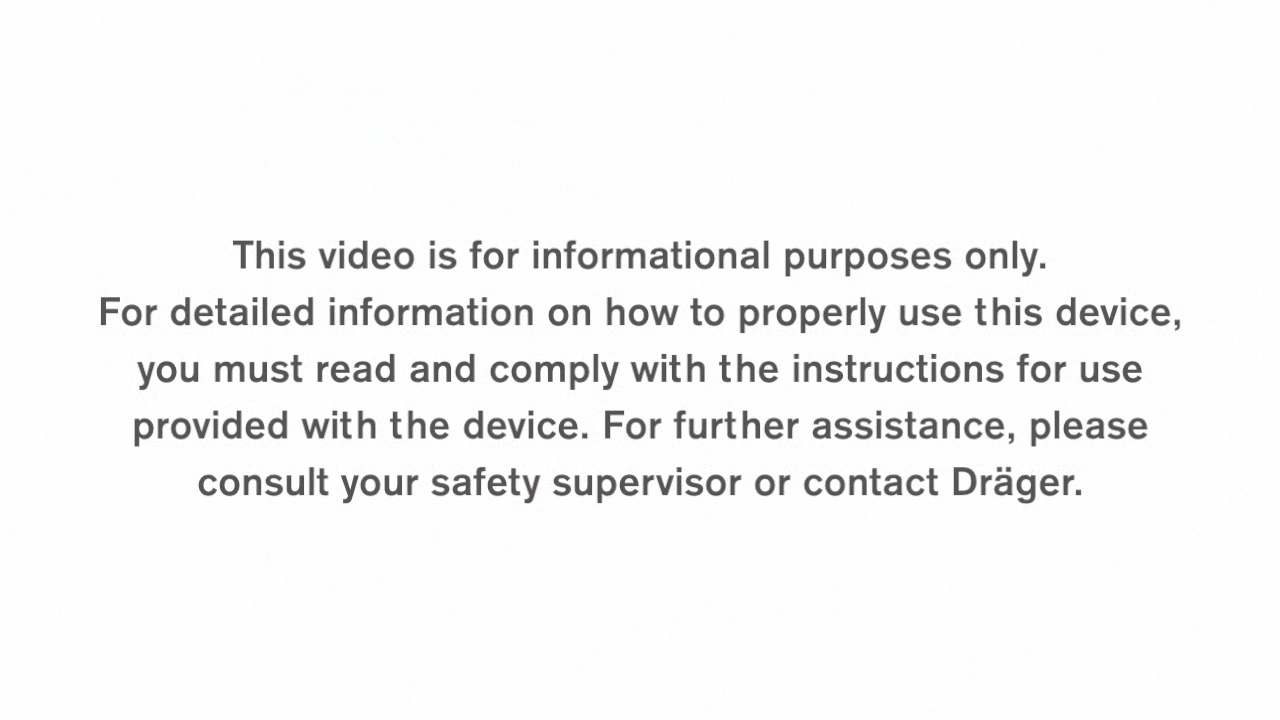 This video is for informational purposes only.
For detailed information on how to properly use this device,
you must read and comply with the instructions for use
provided with the device. For further assistance, please
consult your safety supervisor or contact Dräger.